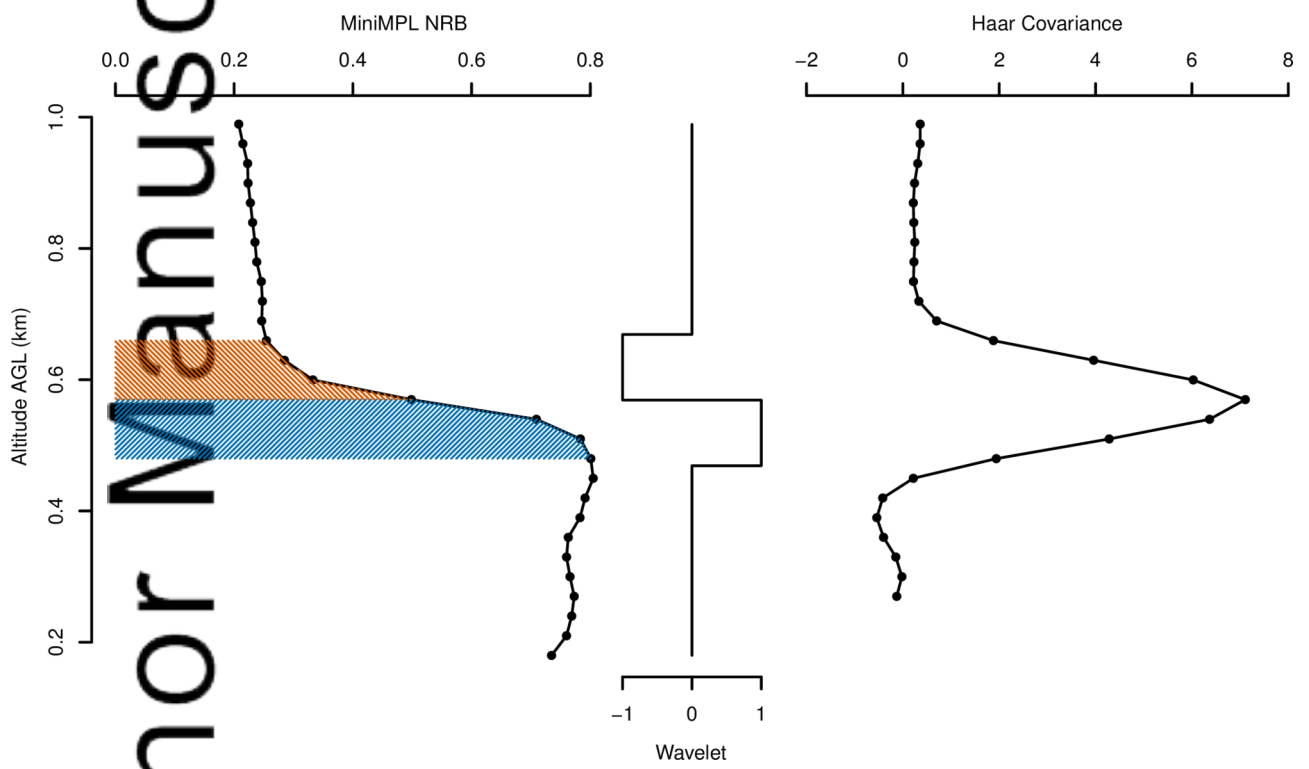 MiniMPL NRB
0.0 0.2 0.4 0.6 0.8
Haar Covariance
−2 0 2 4 6 8
Altitude AGL (km)
1.0
0.8
0.6
0.4
0.2
−1 0 1
Wavelet
nor Manusc